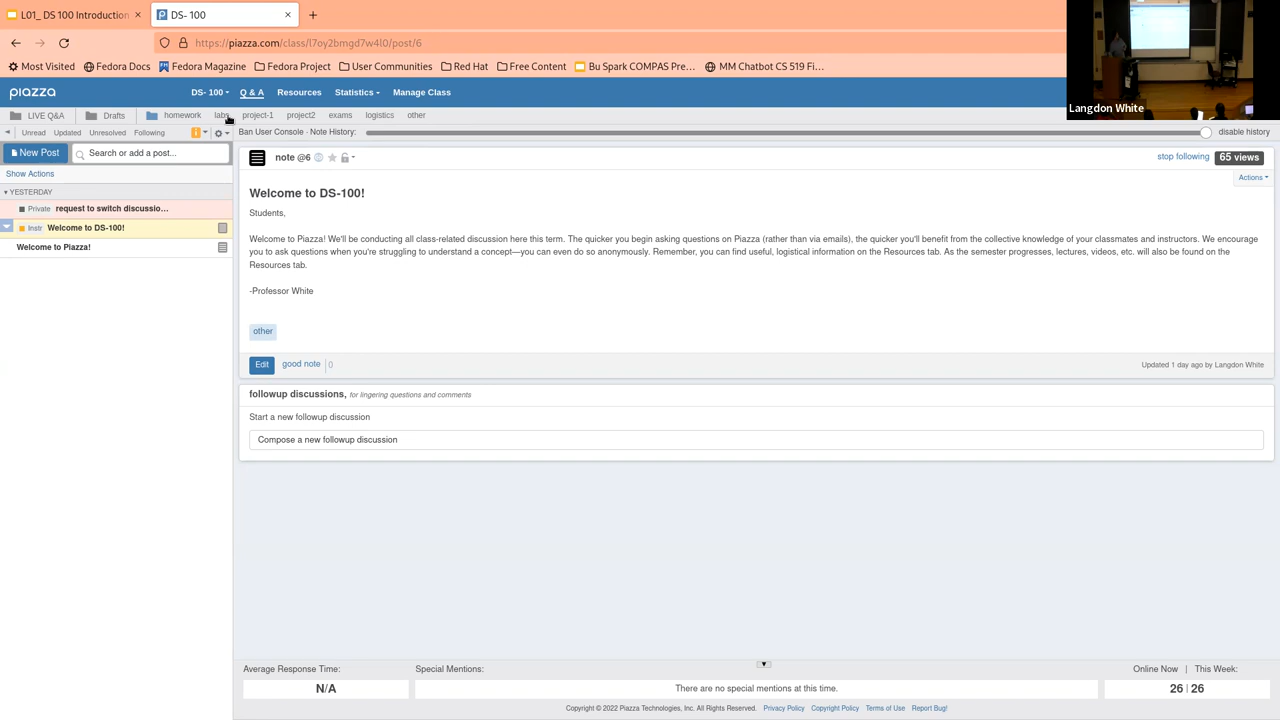 L01_ DS 100 Introduction
DS- 100
https://piazza.com/class/l7oy2bmgd7w4l0/post/6
Most Visited
Fedora Docs
Fedora Magazine
Fedora Project
User Communities
Red Hat
Free Content
Bu Spark COMPAS Pre…
MM Chatbot CS 519 Fi…
Langdon White
piazza
DS- 100
Q & A
Resources
Statistics
Manage Class
LIVE Q&A
Drafts
homework
labs
project-1
project2
exams
logistics
other
Unread
Updated
Unresolved
Following
Ban User Console · Note History:
disable history
New Post
Search or add a post...
Show Actions
YESTERDAY
Private request to switch discussio…
Instr Welcome to DS-100!
Welcome to Piazza!
note @6
stop following
65 views
Actions
Welcome to DS-100!
Students,
Welcome to Piazza! We'll be conducting all class-related discussion here this term. The quicker you begin asking questions on Piazza (rather than via emails), the quicker you'll benefit from the collective knowledge of your classmates and instructors. We encourage
you to ask questions when you're struggling to understand a concept—you can even do so anonymously. Remember, you can find useful, logistical information on the Resources tab. As the semester progresses, lectures, videos, etc. will also be found on the
Resources tab.
-Professor White
other
Edit
good note
0
Updated 1 day ago by Langdon White
followup discussions, for lingering questions and comments
Start a new followup discussion
Compose a new followup discussion
Average Response Time:
Special Mentions:
Online Now | This Week:
N/A
There are no special mentions at this time.
26 | 26
Copyright © 2022 Piazza Technologies, Inc. All Rights Reserved.
Privacy Policy
Copyright Policy
Terms of Use
Report Bug!